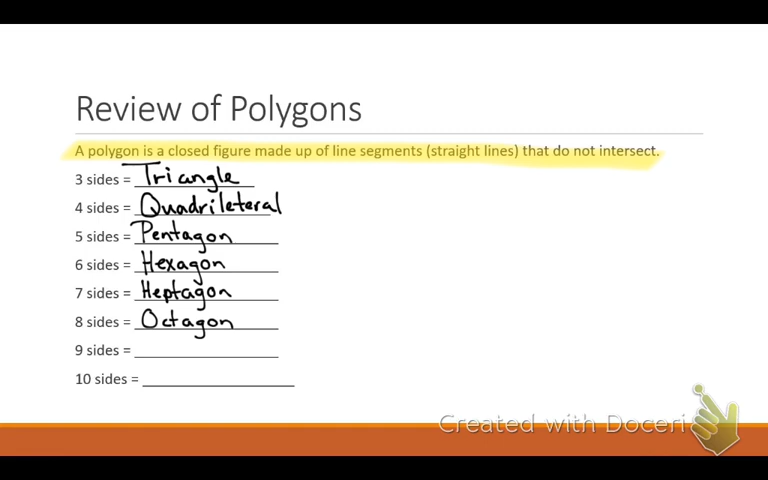 Review of Polygons
A polygon is a closed figure made up of line segments (straight lines) that do not intersect.
3 sides = Triangle
4 sides = Quadrileteral
5 sides = Pentagon
6 sides = Hexagon
7 sides = Heptagon
8 sides = Octagon
9 sides = ____________________
10 sides = _____________________
Created with Doceri